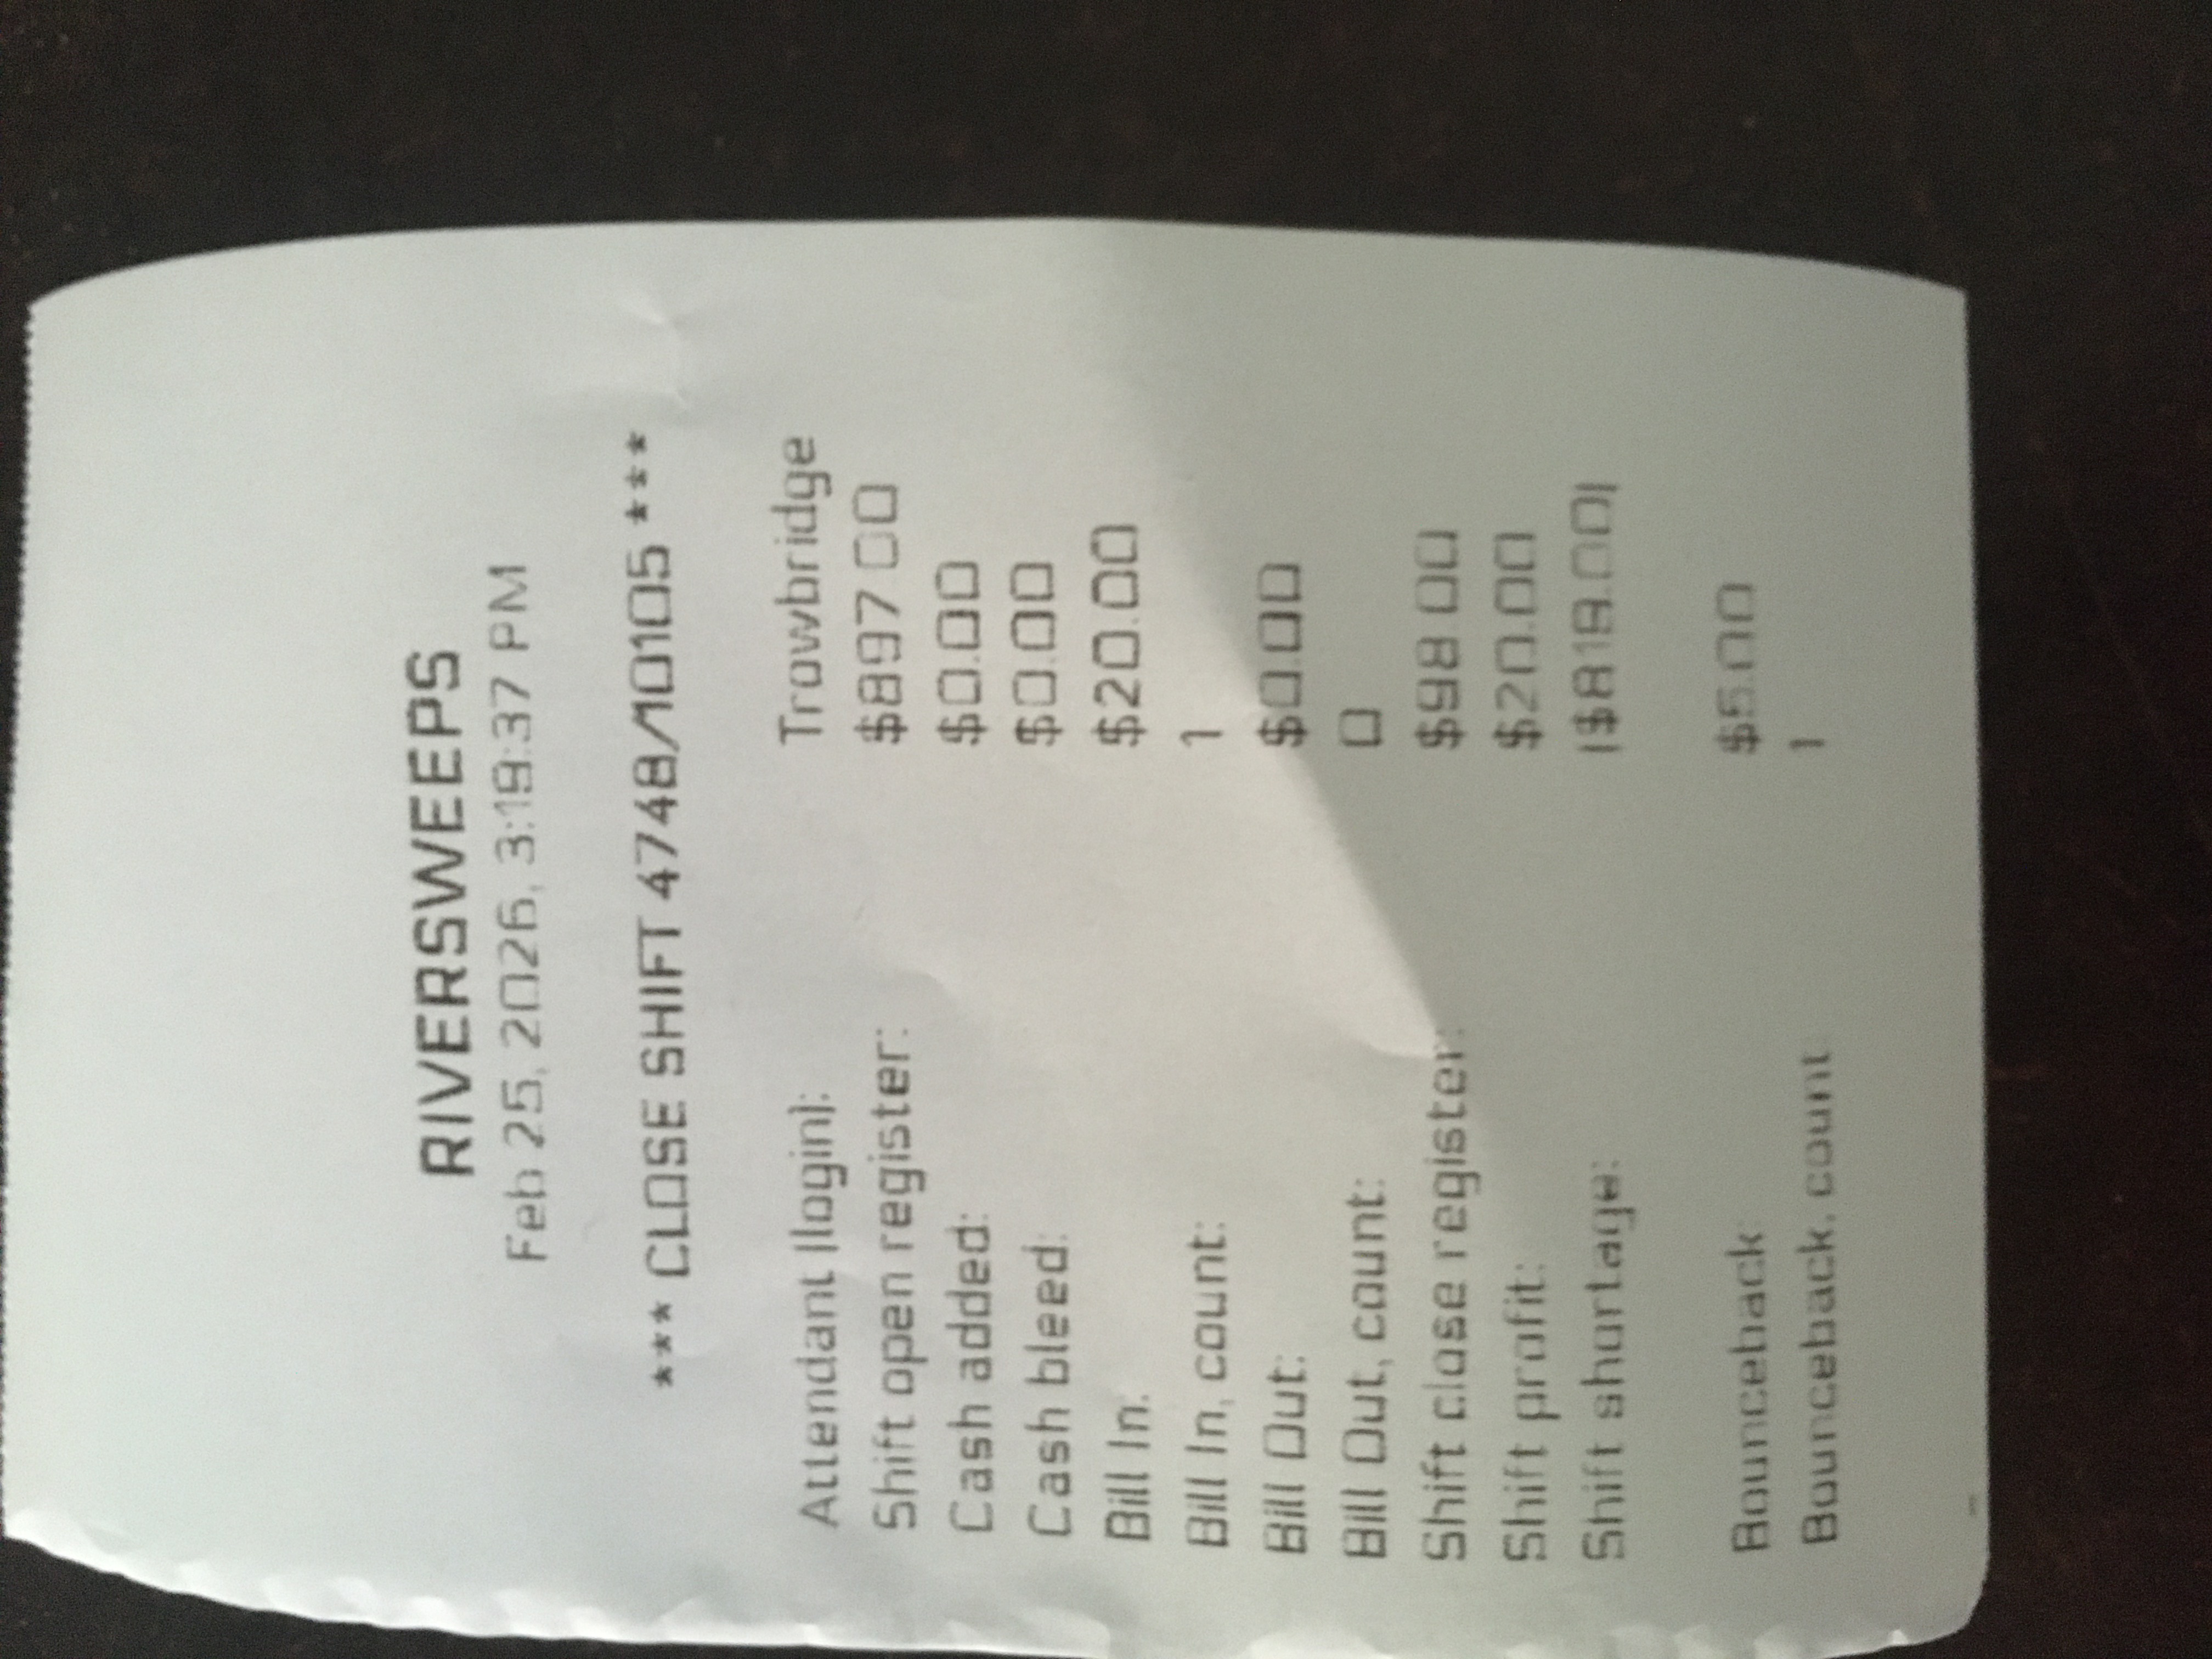 RIVERSWEEPS
Feb 25, 2026, 3:19:37 PM
*** CLOSE SHIFT 4748/10105 ***
Attendant (login): Trowbridge
Shift open register: $897.00
Cash added: $0.00
Cash bleed: $0.00
Bill In: $20.00
Bill In, count: 1
Bill Out: $0.00
Bill Out, count: 0
Shift close register: $98.00
Shift profit: $20.00
Shift shortage: ($819.00)
Bounceback $5.00
Bounceback, count 1